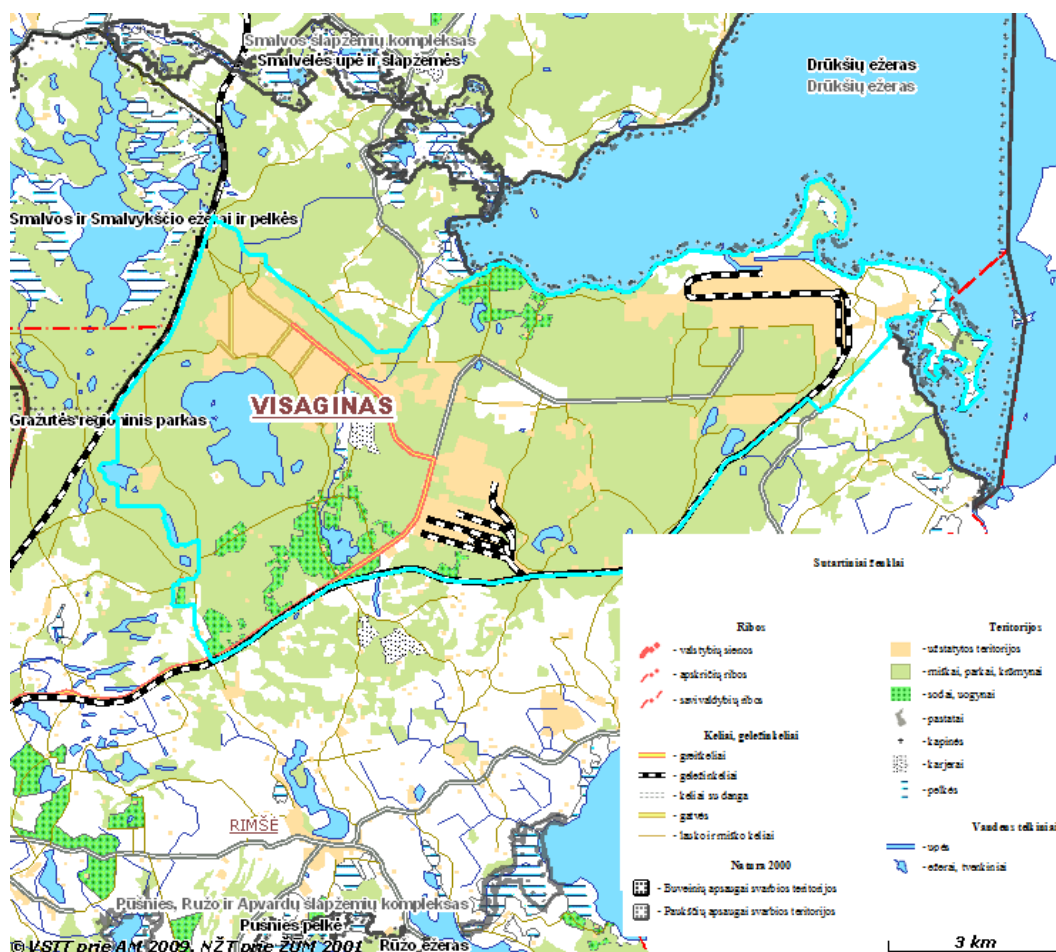 Smalvos šlapžemių kompleksas
Smalvelės upė ir šlapžemės
Drūkšių ežeras
Drūkšių ežeras
Smalvos ir Smalvykščio ežerai ir pelkės
VISAGINAS
Gražutės regioninis parkas
Sutartiniai ženklai
Ribos
- valstybių sienos
- apskričių ribos
- savivaldybių ribos
Keliai, geležinkeliai
- greitkeliai
- geležinkeliai
- keliai su danga
- gatvės
- lauko ir miško keliai
Natura 2000
- Buveinių apsaugai svarbios teritorijos
- Paukščių apsaugai svarbios teritorijos
Teritorijos
- užstatytos teritorijos
- miškai, parkai, krūmynai
- sodai, uogynai
- pastatai
- kapinės
- karjerai
- pelkės
Vandens telkiniai
- upės
- ežerai, tvenkiniai
RIMŠĖ
Pušnies, Ružo ir Apvardų šlapžemių kompleksas
Pušnies pelkė
Rūžo ežeras
© VSTT prie AM 2009, NŽT prie ŽŪM 2001
3 km